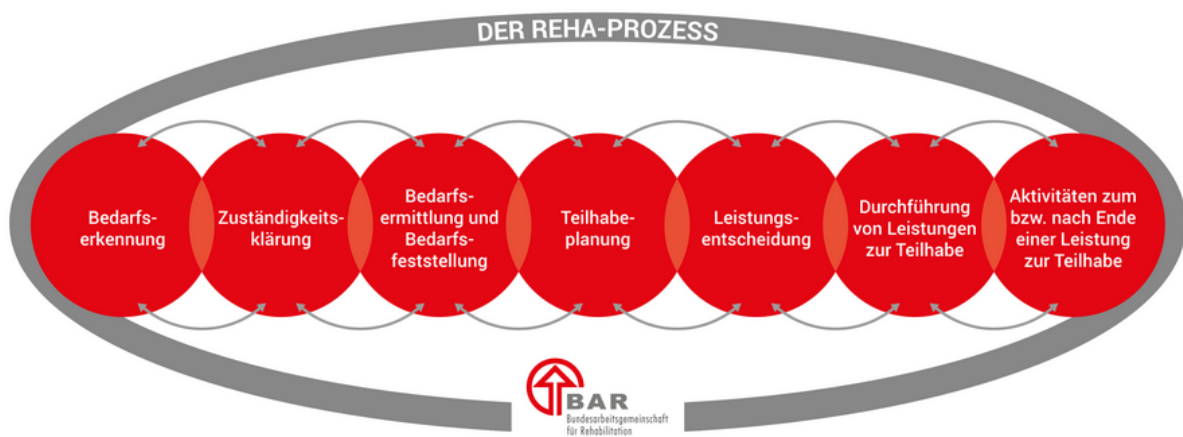 DER REHA-PROZESS
Bedarfs-
erkennung
Zuständigkeits-
klärung
Bedarfs-
ermittlung und
Bedarfs-
feststellung
Teilhabe-
planung
Leistungs-
entscheidung
Durchführung
von Leistungen
zur Teilhabe
Aktivitäten zum
bzw. nach Ende
einer Leistung
zur Teilhabe
BAR
Bundesarbeitsgemeinschaft
für Rehabilitation